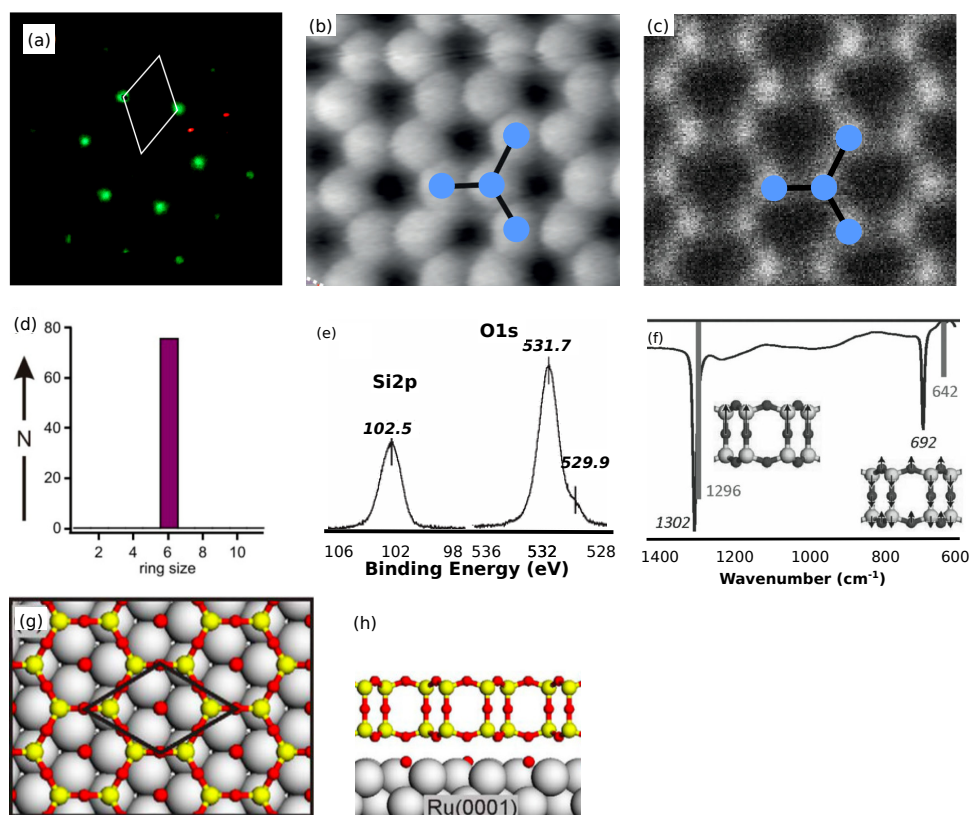 (a)
(b)
(c)
(d)
80
60
40
20
0
N
2 4 6 8 10
ring size
(e)
O1s
531.7
Si2p
102.5
529.9
106 102 98 536 532 528
Binding Energy (eV)
(f)
642
692
1296
1302
1400 1200 1000 800 600
Wavenumber (cm⁻¹)
(g)
(h)
Ru(0001)